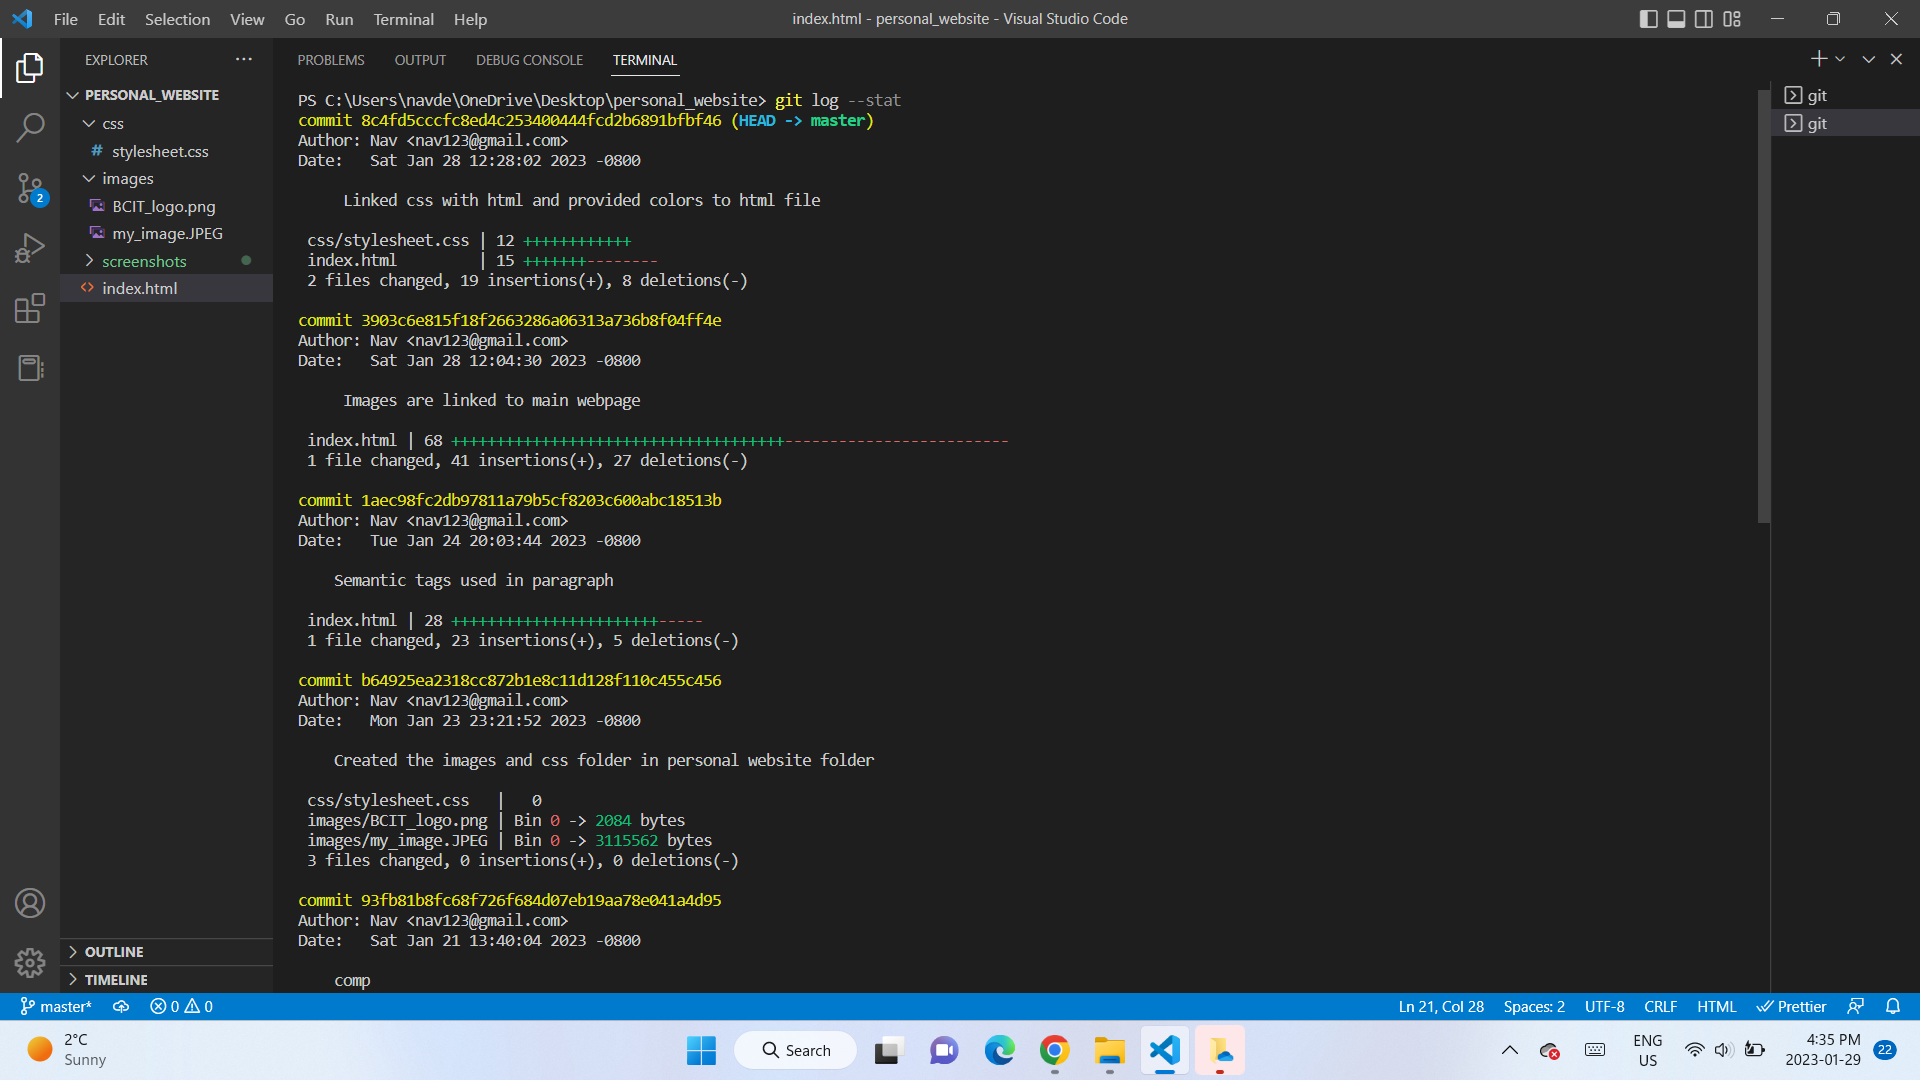 File Edit Selection View Go Run Terminal Help
index.html - personal_website - Visual Studio Code
EXPLORER
PERSONAL_WEBSITE
css
# stylesheet.css
images
BCIT_logo.png
my_image.JPEG
screenshots
<> index.html
OUTLINE
TIMELINE
2
PROBLEMS OUTPUT DEBUG CONSOLE TERMINAL
PS C:\Users\navde\OneDrive\Desktop\personal_website> git log --stat
commit 8c4fd5cccfc8ed4c253400444fcd2b6891bfbf46 (HEAD -> master)
Author: Nav <nav123@gmail.com>
Date:   Sat Jan 28 12:28:02 2023 -0800
Linked css with html and provided colors to html file
css/stylesheet.css | 12 ++++++++++++
index.html         | 15 +++++++--------
2 files changed, 19 insertions(+), 8 deletions(-)
commit 3903c6e815f18f2663286a06313a736b8f04ff4e
Author: Nav <nav123@gmail.com>
Date:   Sat Jan 28 12:04:30 2023 -0800
Images are linked to main webpage
index.html | 68 +++++++++++++++++++++++++++++++++++++-------------------------
1 file changed, 41 insertions(+), 27 deletions(-)
commit 1aec98fc2db97811a79b5cf8203c600abc18513b
Author: Nav <nav123@gmail.com>
Date:   Tue Jan 24 20:03:44 2023 -0800
Semantic tags used in paragraph
index.html | 28 +++++++++++++++++++++++-----
1 file changed, 23 insertions(+), 5 deletions(-)
commit b64925ea2318cc872b1e8c11d128f110c455c456
Author: Nav <nav123@gmail.com>
Date:   Mon Jan 23 23:21:52 2023 -0800
Created the images and css folder in personal website folder
css/stylesheet.css   |   0
images/BCIT_logo.png | Bin 0 -> 2084 bytes
images/my_image.JPEG | Bin 0 -> 3115562 bytes
3 files changed, 0 insertions(+), 0 deletions(-)
commit 93fb81b8fc68f726f684d07eb19aa78e041a4d95
Author: Nav <nav123@gmail.com>
Date:   Sat Jan 21 13:40:04 2023 -0800
comp
git
git
master* 0 0
Ln 21, Col 28 Spaces: 2 UTF-8 CRLF HTML Prettier
2°C
Sunny
Search
ENG
US
4:35 PM
2023-01-29
22